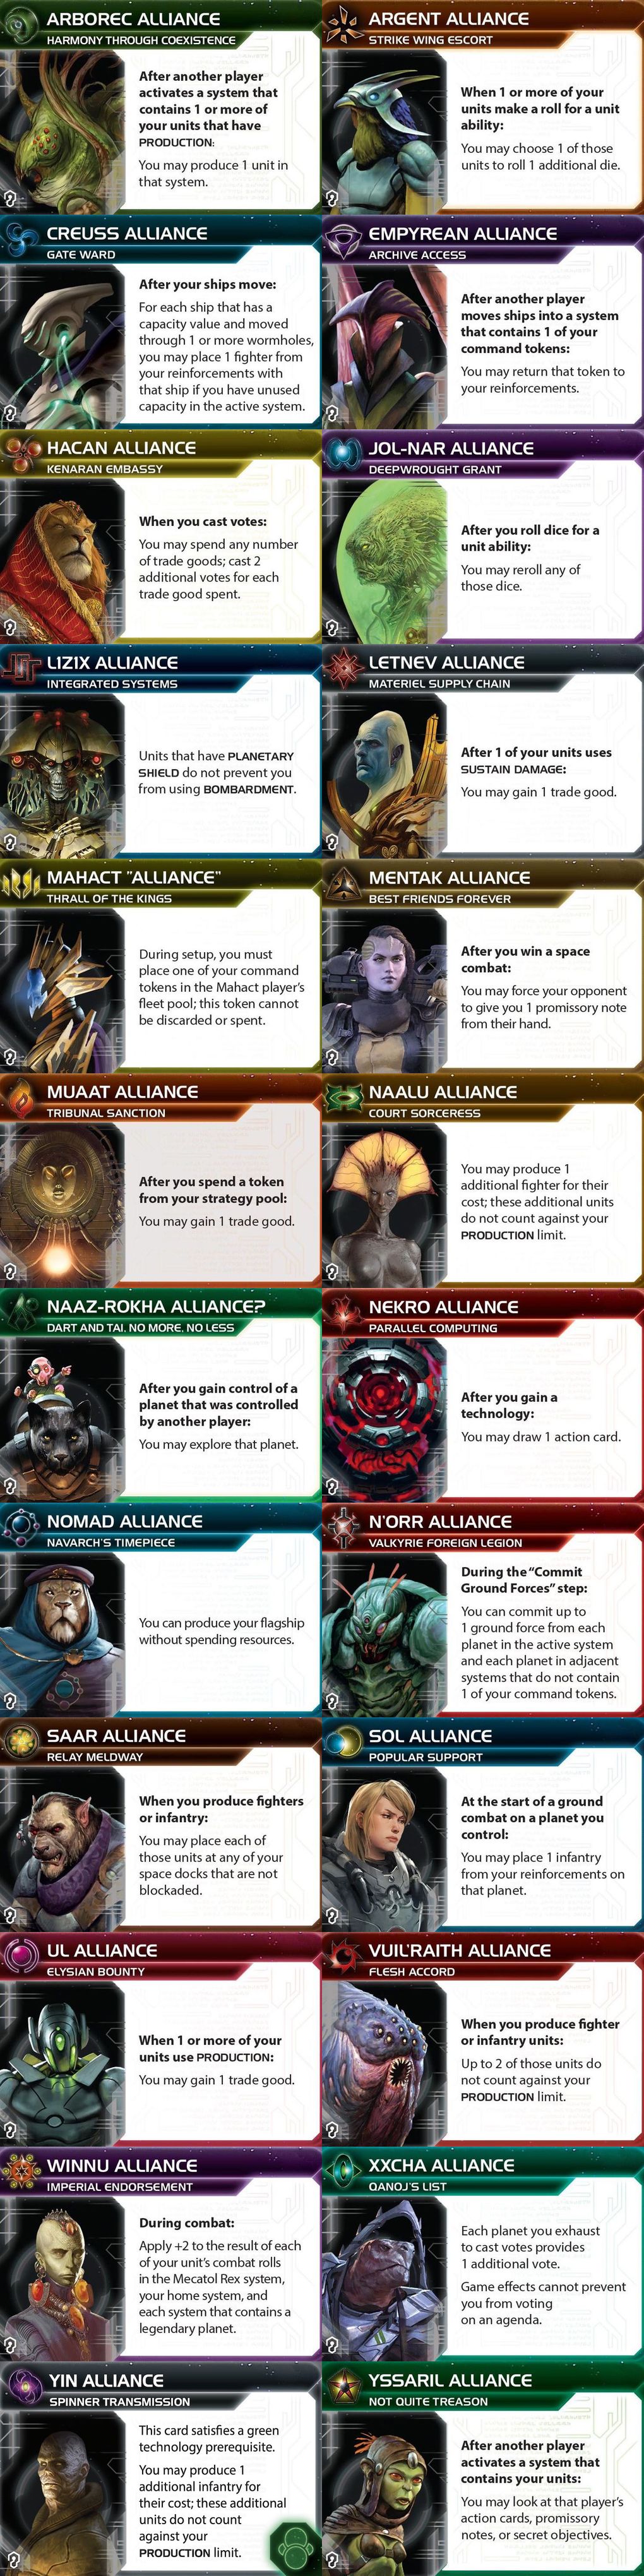 ARBOREC ALLIANCE
HARMONY THROUGH COEXISTENCE
After another player
activates a system that
contains 1 or more of
your units that have
PRODUCTION:
You may produce 1 unit in
that system.
ARGENT ALLIANCE
STRIKE WING ESCORT
When 1 or more of your
units make a roll for a unit
ability:
You may choose 1 of those
units to roll 1 additional die.
CREUSS ALLIANCE
GATE WARD
After your ships move:
For each ship that has a
capacity value and moved
through 1 or more wormholes,
you may place 1 fighter from
your reinforcements with
that ship if you have unused
capacity in the active system.
EMPYREAN ALLIANCE
ARCHIVE ACCESS
After another player
moves ships into a system
that contains 1 of your
command tokens:
You may return that token to
your reinforcements.
HACAN ALLIANCE
KENARAN EMBASSY
When you cast votes:
You may spend any number
of trade goods; cast 2
additional votes for each
trade good spent.
JOL-NAR ALLIANCE
DEEPWROUGHT GRANT
After you roll dice for a
unit ability:
You may reroll any of
those dice.
L1Z1X ALLIANCE
INTEGRATED SYSTEMS
Units that have PLANETARY
SHIELD do not prevent you
from using BOMBARDMENT.
LETNEV ALLIANCE
MATERIEL SUPPLY CHAIN
After 1 of your units uses
SUSTAIN DAMAGE:
You may gain 1 trade good.
MAHACT "ALLIANCE"
THRALL OF THE KINGS
During setup, you must
place one of your command
tokens in the Mahact player's
fleet pool; this token cannot
be discarded or spent.
MENTAK ALLIANCE
BEST FRIENDS FOREVER
After you win a space
combat:
You may force your opponent
to give you 1 promissory note
from their hand.
MUAAT ALLIANCE
TRIBUNAL SANCTION
After you spend a token
from your strategy pool:
You may gain 1 trade good.
NAALU ALLIANCE
COURT SORCERESS
You may produce 1
additional fighter for their
cost; these additional units
do not count against your
PRODUCTION limit.
NAAZ-ROKHA ALLIANCE?
DART AND TAI, NO MORE, NO LESS
After you gain control of a
planet that was controlled
by another player:
You may explore that planet.
NEKRO ALLIANCE
PARALLEL COMPUTING
After you gain a
technology:
You may draw 1 action card.
NOMAD ALLIANCE
NAVARCH'S TIMEPIECE
You can produce your flagship
without spending resources.
N'ORR ALLIANCE
VALKYRIE FOREIGN LEGION
During the "Commit
Ground Forces" step:
You can commit up to
1 ground force from each
planet in the active system
and each planet in adjacent
systems that do not contain
1 of your command tokens.
SAAR ALLIANCE
RELAY MELDWAY
When you produce fighters
or infantry:
You may place each of
those units at any of your
space docks that are not
blockaded.
SOL ALLIANCE
POPULAR SUPPORT
At the start of a ground
combat on a planet you
control:
You may place 1 infantry
from your reinforcements on
that planet.
UL ALLIANCE
ELYSIAN BOUNTY
When 1 or more of your
units use PRODUCTION:
You may gain 1 trade good.
VUIL'RAITH ALLIANCE
FLESH ACCORD
When you produce fighter
or infantry units:
Up to 2 of those units do
not count against your
PRODUCTION limit.
WINNU ALLIANCE
IMPERIAL ENDORSEMENT
During combat:
Apply +2 to the result of each
of your unit's combat rolls
in the Mecatol Rex system,
your home system, and
each system that contains a
legendary planet.
XXCHA ALLIANCE
QANOJ'S LIST
Each planet you exhaust
to cast votes provides
1 additional vote.
Game effects cannot prevent
you from voting
on an agenda.
YIN ALLIANCE
SPINNER TRANSMISSION
This card satisfies a green
technology prerequisite.
You may produce 1
additional infantry for
their cost; these additional
units do not count
against your
PRODUCTION limit.
YSSARIL ALLIANCE
NOT QUITE TREASON
After another player
activates a system that
contains your units:
You may look at that player's
action cards, promissory
notes, or secret objectives.